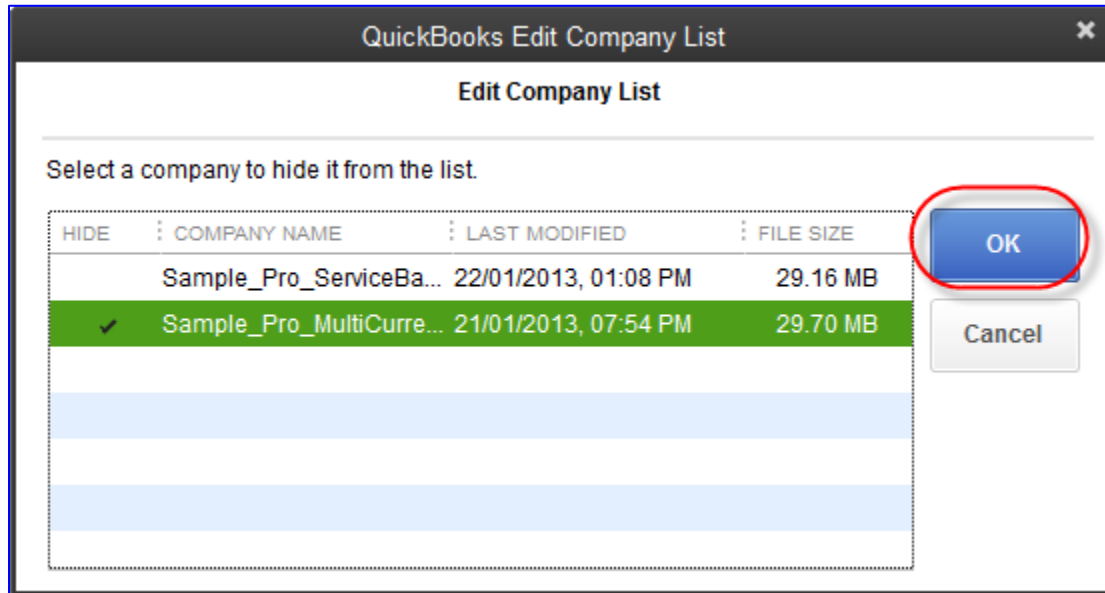 QuickBooks Edit Company List
Edit Company List
Select a company to hide it from the list.
HIDE COMPANY NAME LAST MODIFIED FILE SIZE
Sample_Pro_ServiceBa... 22/01/2013, 01:08 PM 29.16 MB
Sample_Pro_MultiCurre... 21/01/2013, 07:54 PM 29.70 MB
OK
Cancel